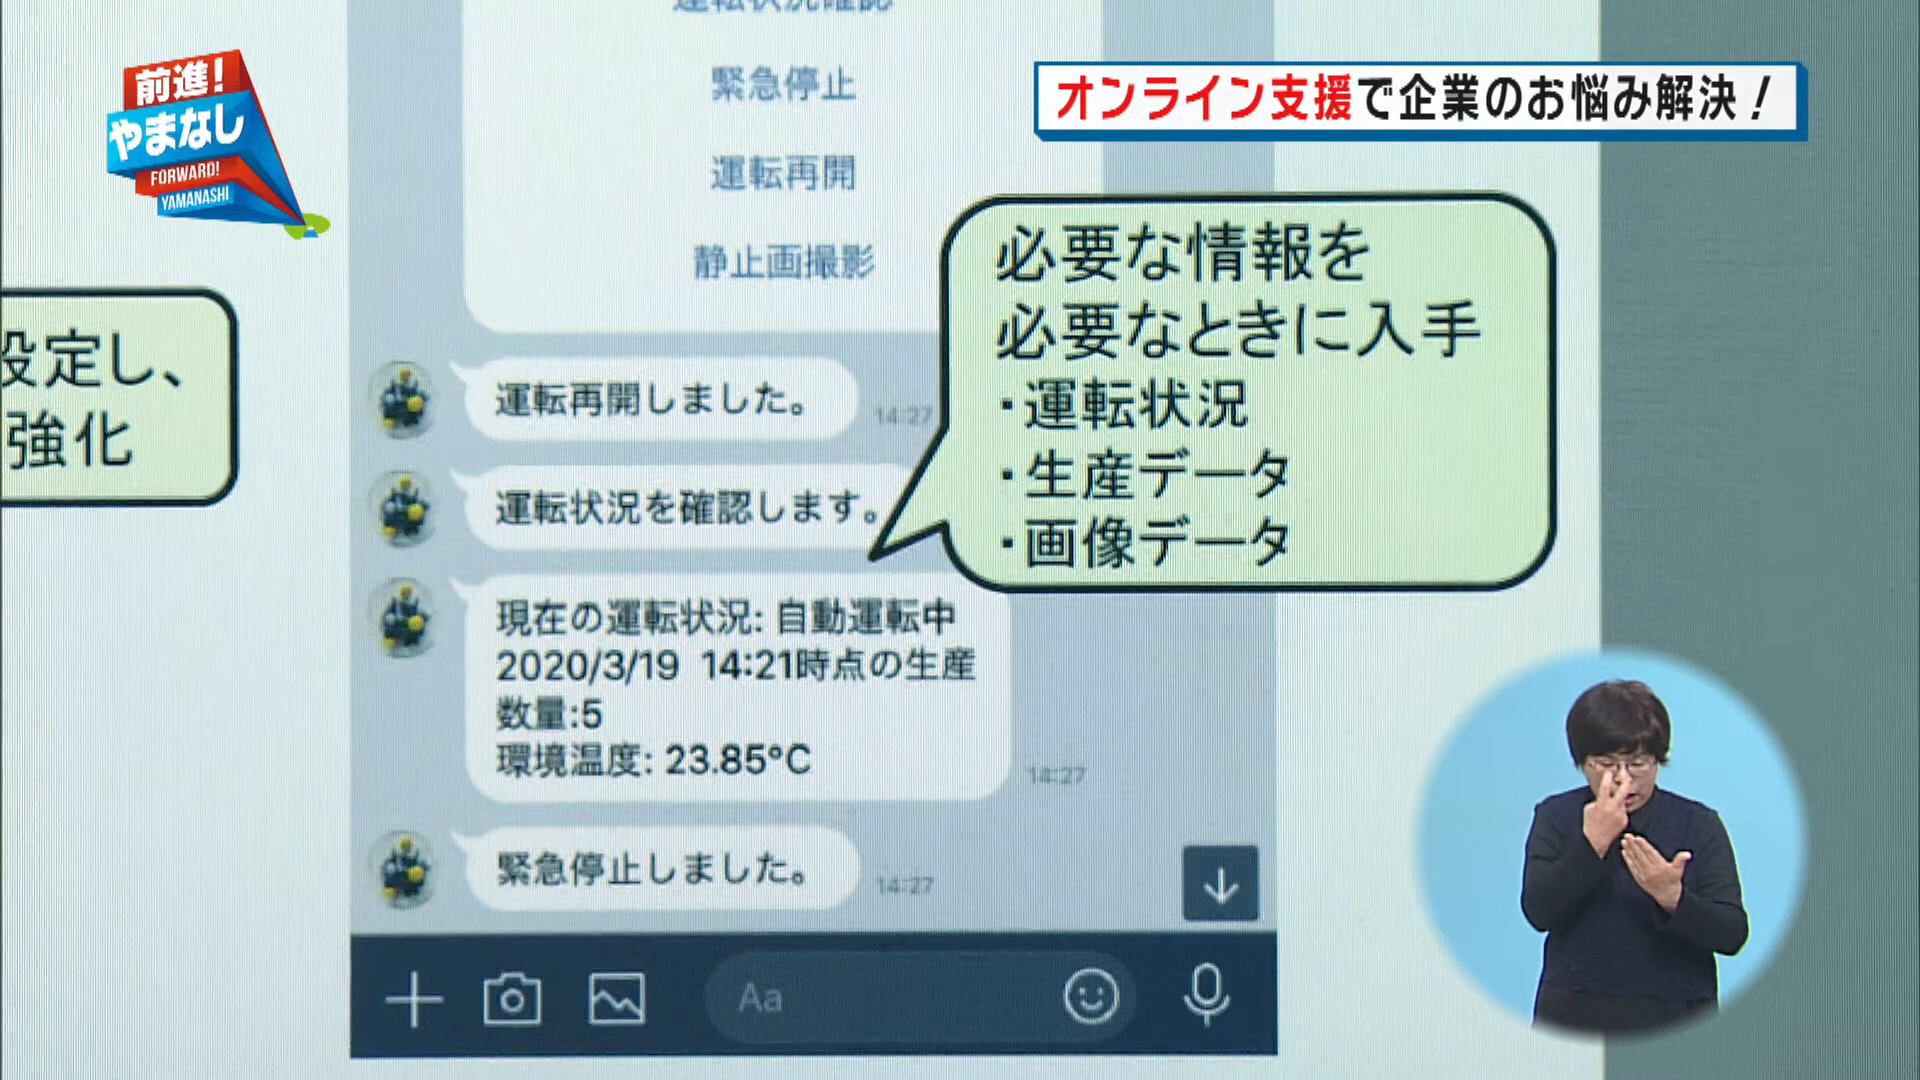 前進!
やまなし
FORWARD!
YAMANASHI
オンライン支援で企業のお悩み解決!
運転状況確認
緊急停止
運転再開
静止画撮影
必要な情報を
必要なときに入手
・運転状況
・生産データ
・画像データ
設定し、
強化
運転再開しました。
14:27
運転状況を確認します。
現在の運転状況: 自動運転中
2020/3/19 14:21時点の生産
数量:5
環境温度: 23.85°C
14:27
緊急停止しました。
14:27
Aa